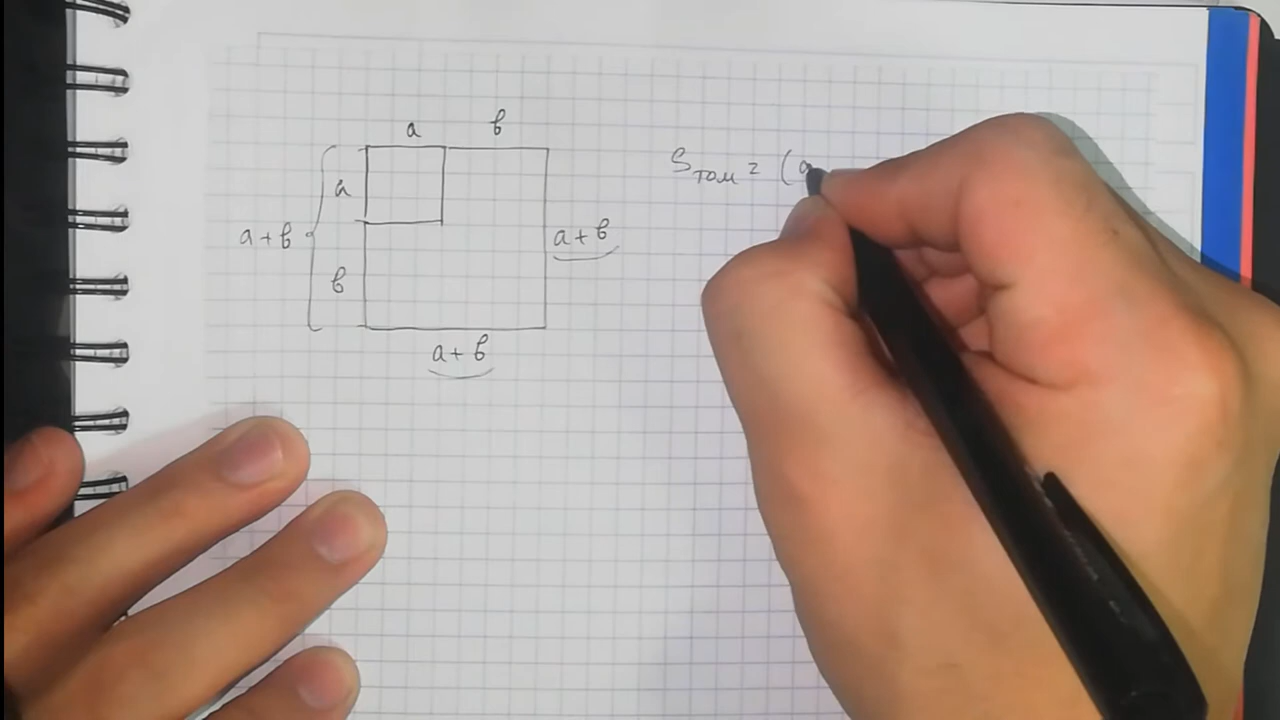 a в
a
a + в
a + в
в
a + в
Sтом = (a